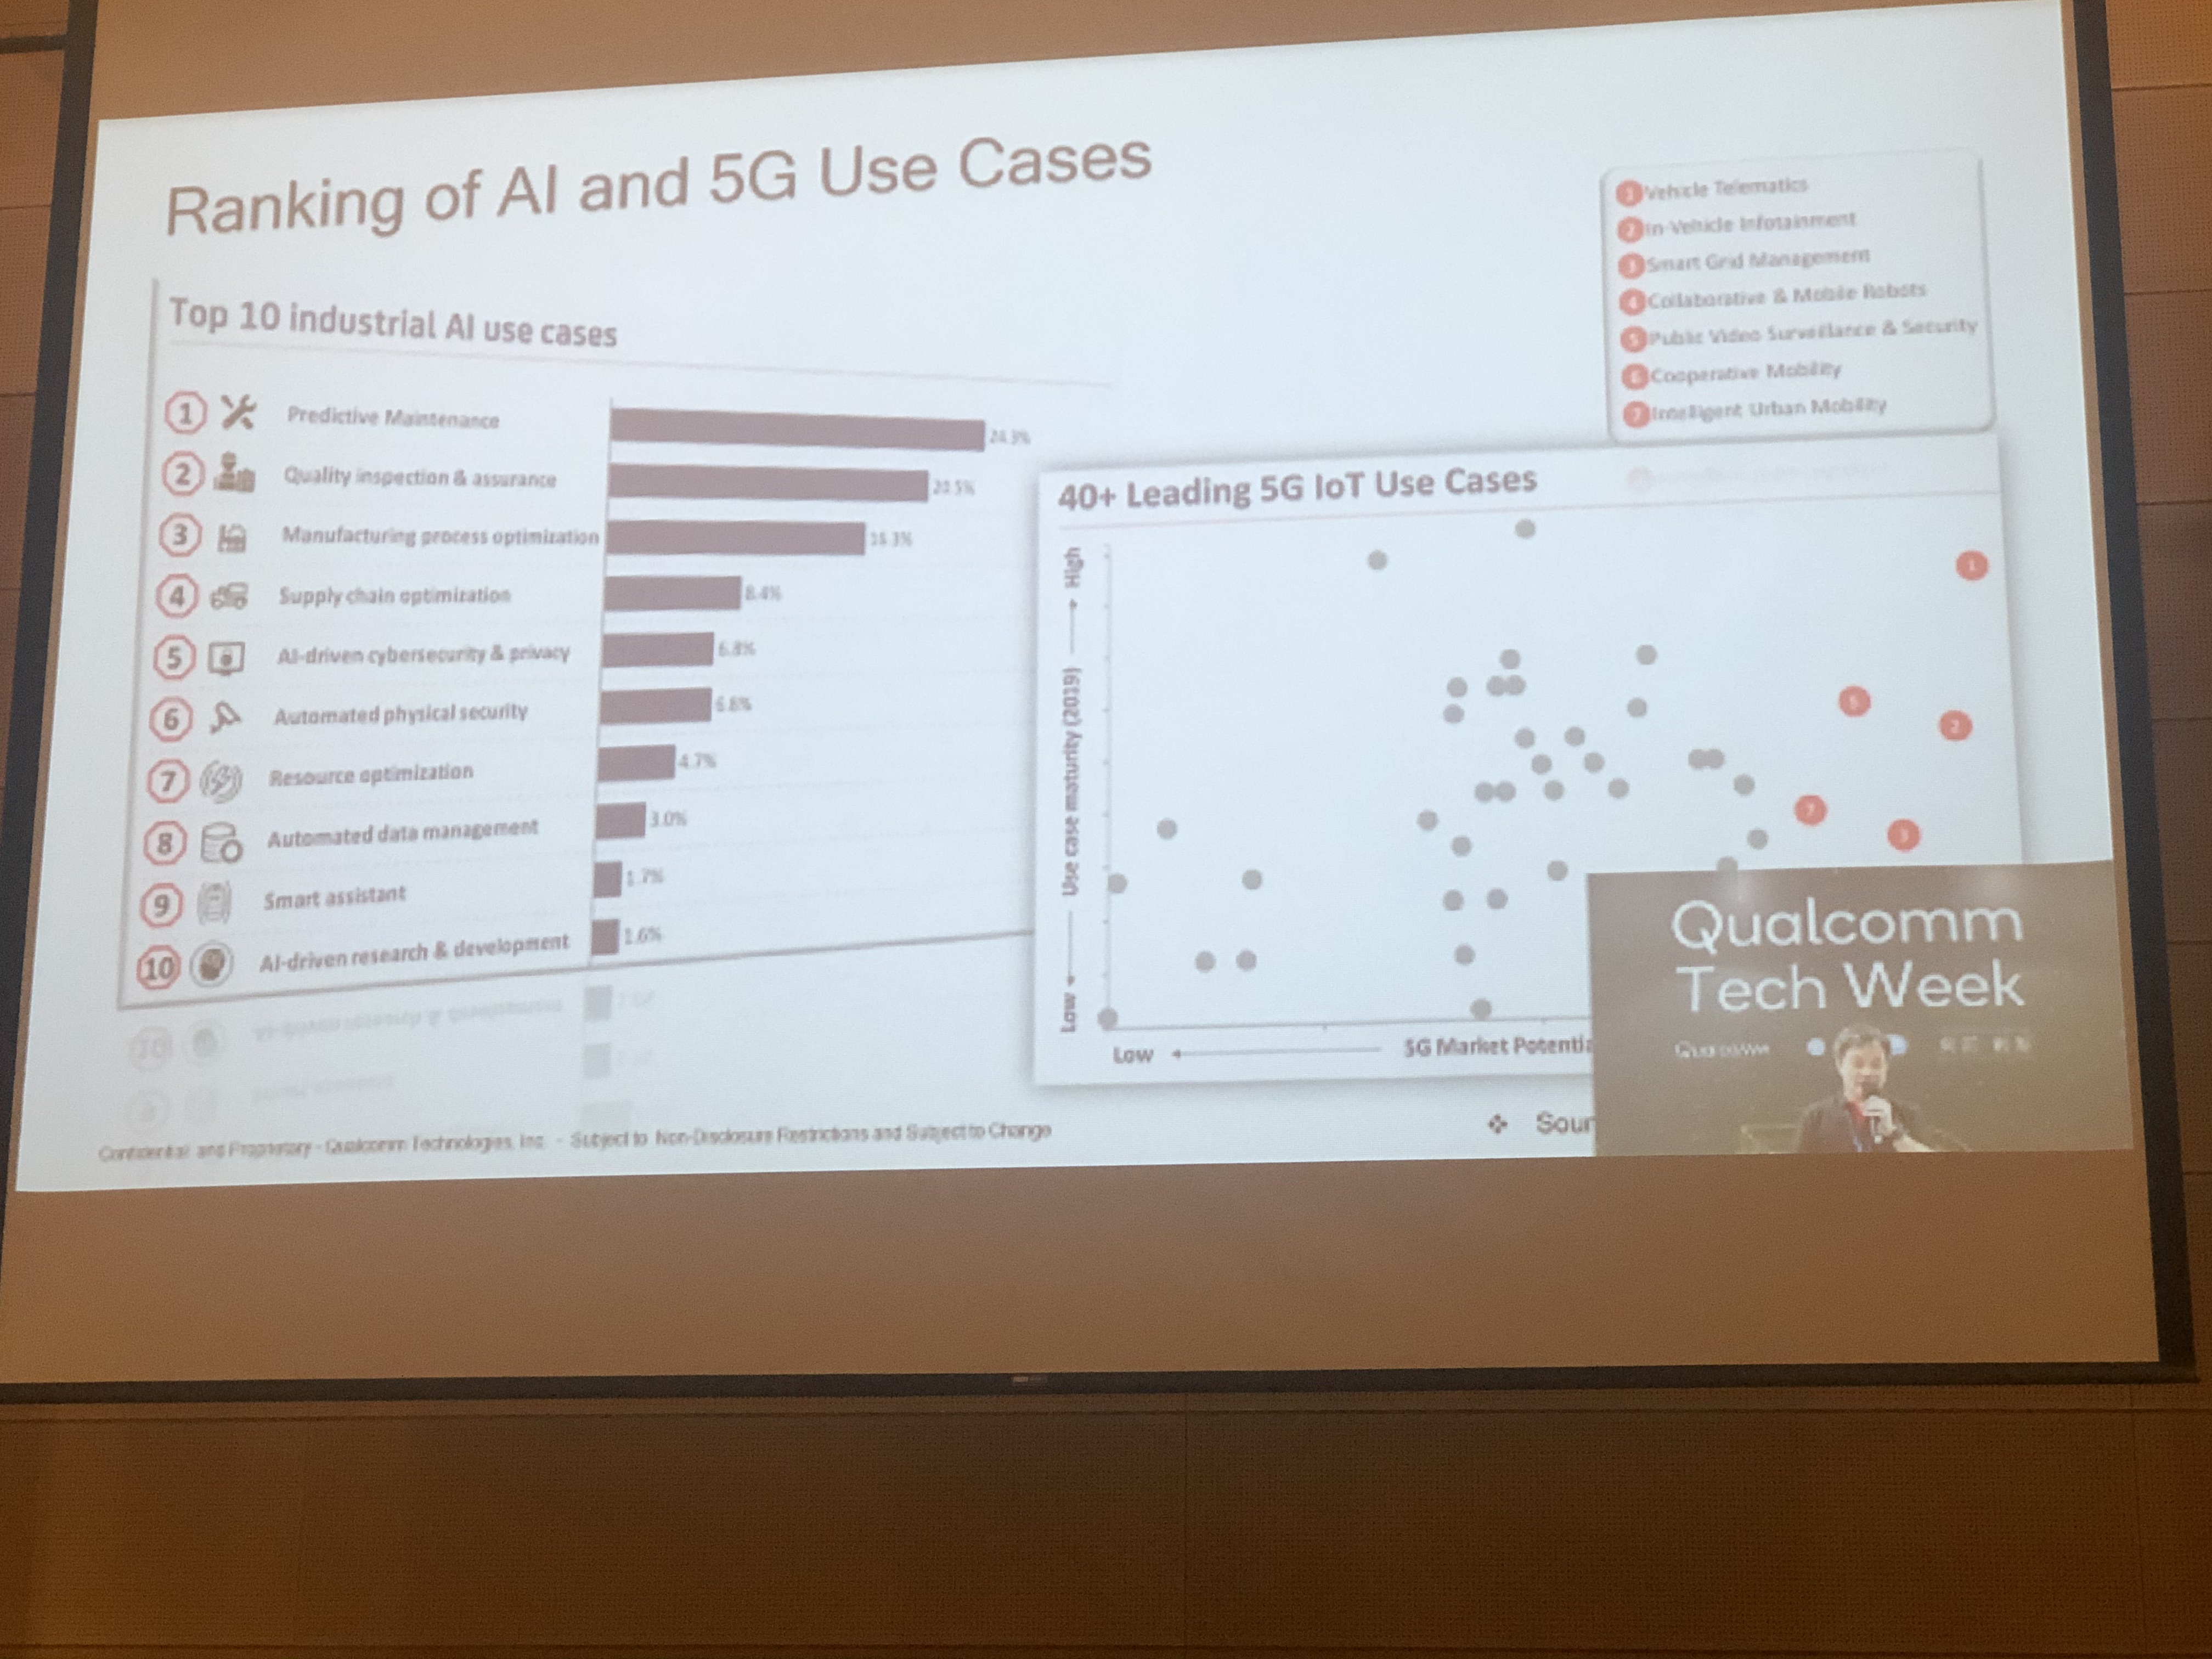 Ranking of AI and 5G Use Cases
Top 10 industrial AI use cases
1 Predictive Maintenance 24.3%
2 Quality inspection & assurance 20.5%
3 Manufacturing process optimization 16.3%
4 Supply chain optimization 8.4%
5 AI-driven cybersecurity & privacy 6.8%
6 Automated physical security 6.6%
7 Resource optimization 4.7%
8 Automated data management 3.0%
9 Smart assistant 1.7%
10 AI-driven research & development 1.6%
1 Vehicle Telematics
2 In-Vehicle Infotainment
3 Smart Grid Management
4 Collaborative & Mobile Robots
5 Public Video Surveillance & Security
6 Cooperative Mobility
7 Intelligent Urban Mobility
40+ Leading 5G IoT Use Cases
Low Use case maturity (2019) High
1
5
2
7
3
Low 5G Market Potentia
Qualcomm
Tech Week
Sour
Confidential and Proprietary - Qualcomm Technologies, Inc. - Subject to Non-Disclosure Restrictions and Subject to Change